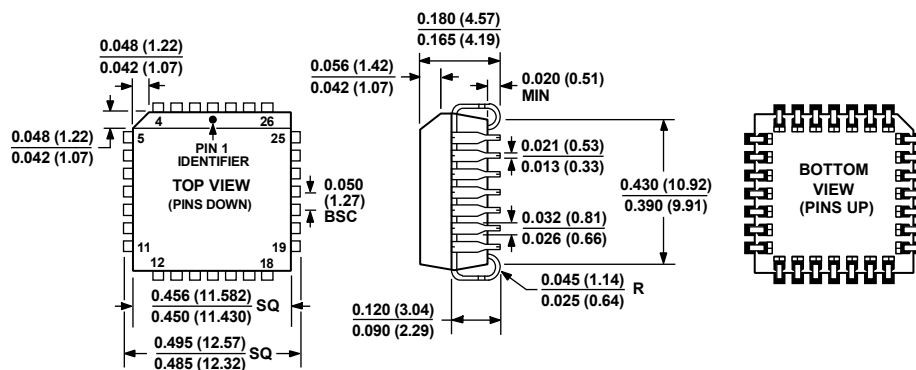 0.048 (1.22)
0.042 (1.07)
0.048 (1.22)
0.042 (1.07)
4
26
5
25
PIN 1
IDENTIFIER
TOP VIEW
(PINS DOWN)
0.050
(1.27)
BSC
11
19
12
18
0.456 (11.582)
0.450 (11.430)
SQ
0.495 (12.57)
0.485 (12.32)
SQ
0.180 (4.57)
0.165 (4.19)
0.056 (1.42)
0.042 (1.07)
0.020 (0.51)
MIN
0.021 (0.53)
0.013 (0.33)
0.032 (0.81)
0.026 (0.66)
0.430 (10.92)
0.390 (9.91)
0.045 (1.14)
0.025 (0.64)
R
0.120 (3.04)
0.090 (2.29)
BOTTOM
VIEW
(PINS UP)